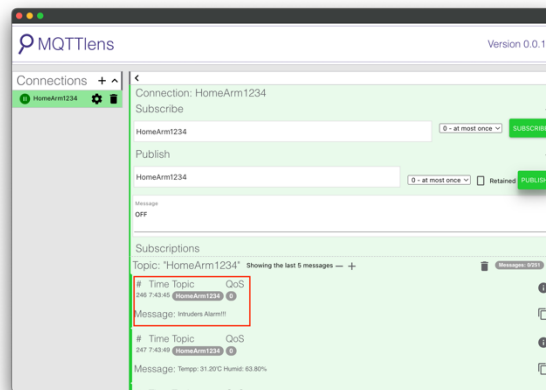 MQTTlens
Version 0.0.1
Connections + ^
HomeArm1234
Connection: HomeArm1234
Subscribe
HomeArm1234
0 - at most once
SUBSCRIBE
Publish
HomeArm1234
0 - at most once
Retained
PUBLISH
Message
OFF
Subscriptions
Topic: "HomeArm1234" Showing the last 5 messages — +
Messages: 0/251
# Time Topic QoS
246 7:43:45 HomeArm1234 0
Message: Intruders Alarm!!!
# Time Topic QoS
247 7:43:49 HomeArm1234 0
Message: Tempp: 31.20°C Humid: 63.80%